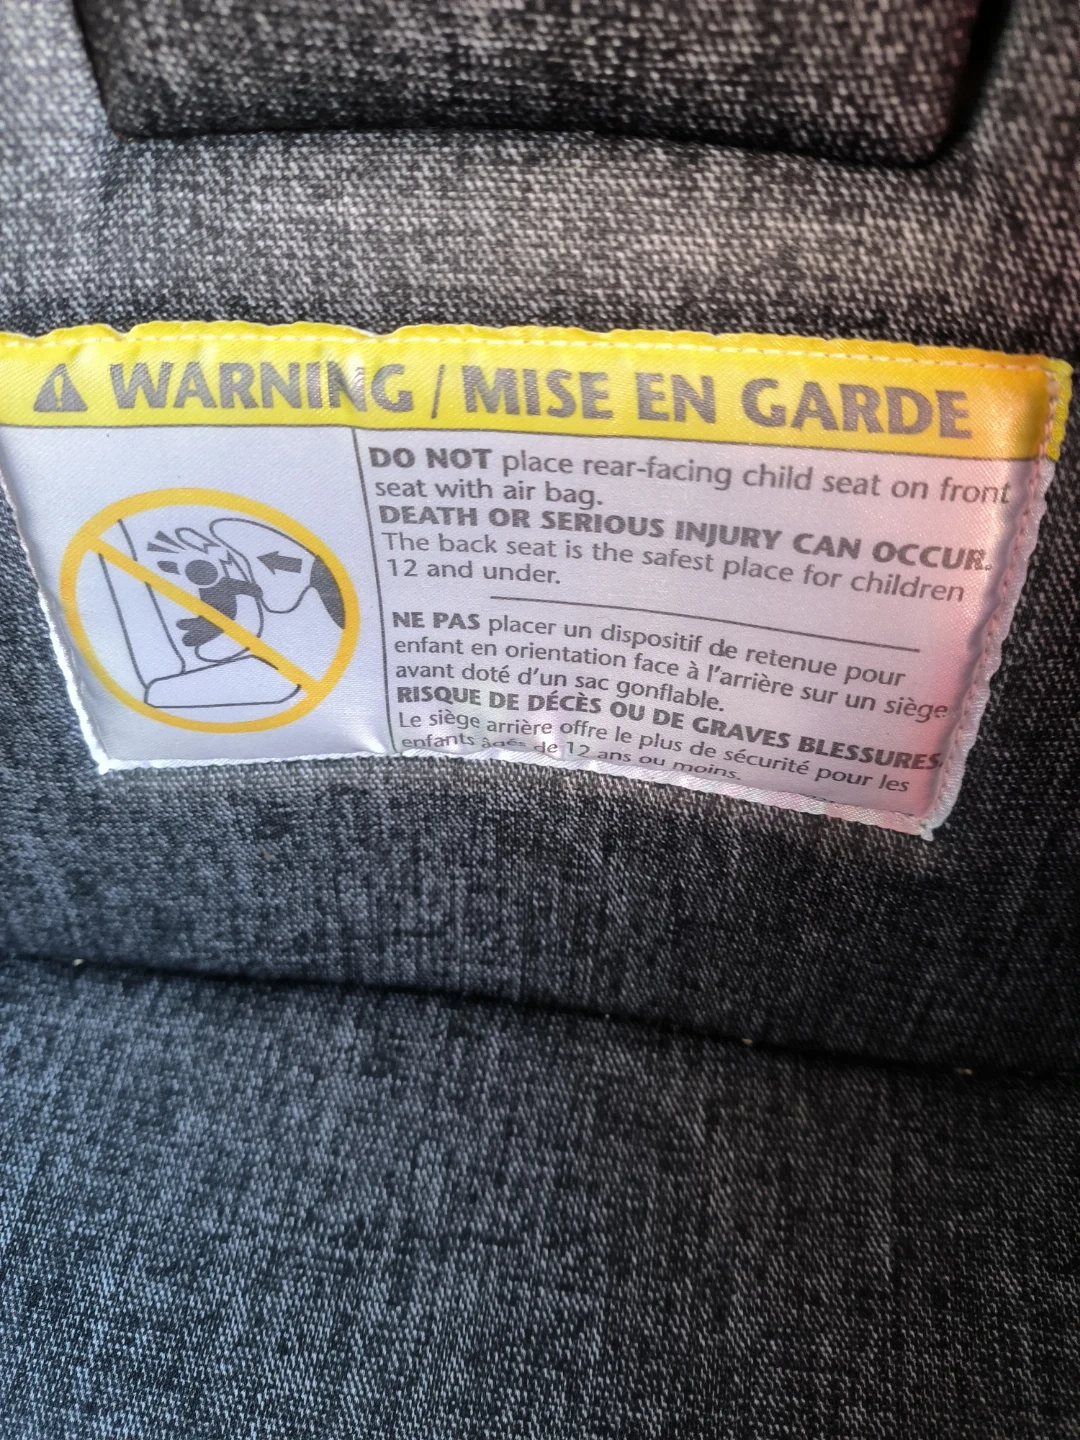 WARNING / MISE EN GARDE
DO NOT place rear-facing child seat on front
seat with air bag.
DEATH OR SERIOUS INJURY CAN OCCUR.
The back seat is the safest place for children
12 and under.
NE PAS placer un dispositif de retenue pour
enfant en orientation face à l'arrière sur un siège
avant doté d'un sac gonflable.
RISQUE DE DÉCÈS OU DE GRAVES BLESSURES
Le siège arrière offre le plus de sécurité pour les
enfants âgés de 12 ans ou moins.